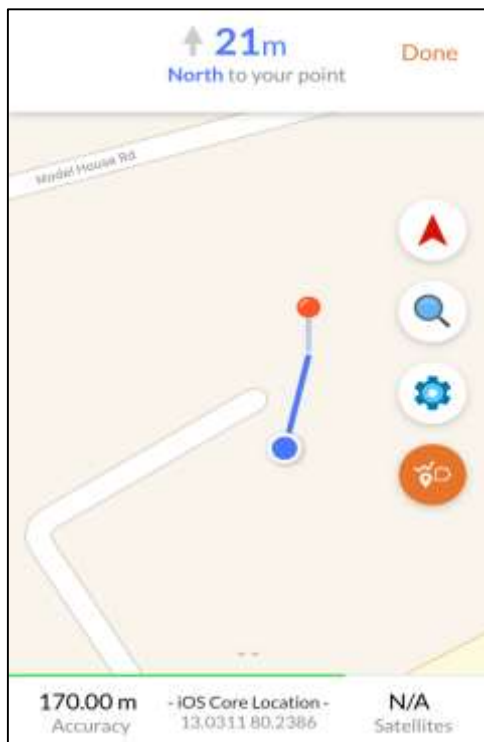 21m
North to your point
Done
Model House Rd
170.00 m
Accuracy
- iOS Core Location -
13.0311 80.2386
N/A
Satellites